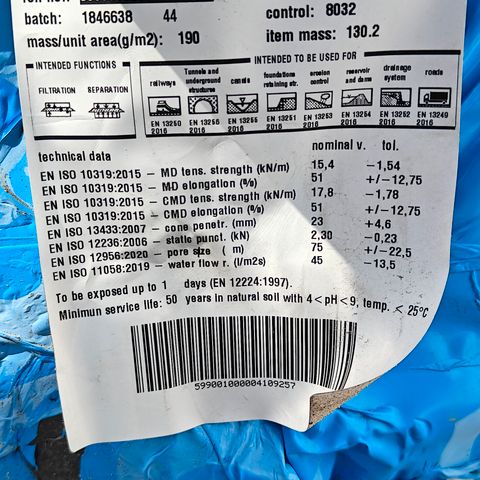 batch: 1846638 44 control: 8032
mass/unit area(g/m2): 190 item mass: 130.2
INTENDED FUNCTIONS
FILTRATION SEPARATION
INTENDED TO BE USED FOR
railways Tunnels and underground structures canals foundations retaining str. erosion control reservoir and dams drainage system roads
EN 13250 2016 EN 13256 2016 EN 13255 2016 EN 13251 2016 EN 13253 2016 EN 13254 2016 EN 13252 2016 EN 13249 2016
technical data nominal v. tol.
EN ISO 10319:2015 – MD tens. strength (kN/m) 15,4 -1,54
EN ISO 10319:2015 – MD elongation (%) 51 +/-12,75
EN ISO 10319:2015 – CMD tens. strength (kN/m) 17,8 -1,78
EN ISO 10319:2015 – CMD elongation (%) 51 +/-12,75
EN ISO 13433:2007 – cone penetr. (mm) 23 +4,6
EN ISO 12236:2006 – static punct. (kN) 2,30 -0,23
EN ISO 12956:2020 – pore size ( m) 75 +/-22,5
EN ISO 11058:2019 – water flow r. (l/m2s) 45 -13,5
To be exposed up to 1 days (EN 12224:1997).
Minimun service life: 50 years in natural soil with 4<pH<9, temp. < 25°C
599001000004109257